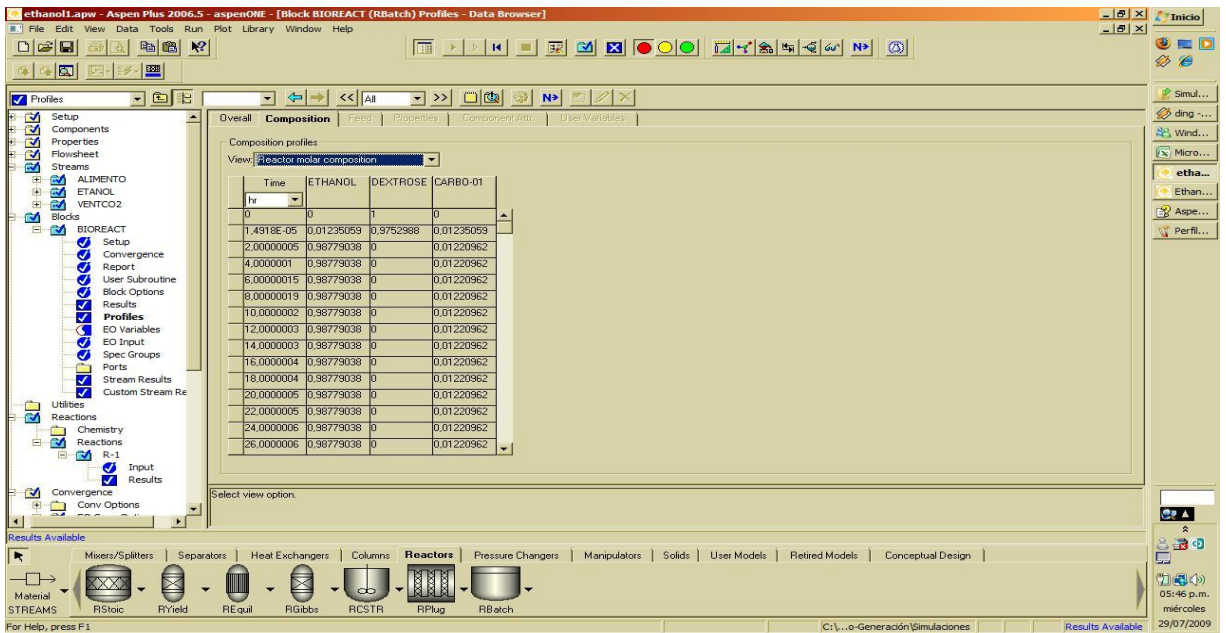 ethanol1.apw - Aspen Plus 2006.5 - aspenONE - [Block BIOREACT (RBatch) Profiles - Data Browser]
File Edit View Data Tools Run Plot Library Window Help
Inicio
Profiles
All
N>
Simul...
ding -...
Wind...
Micro...
etha...
Ethan...
Aspe...
Perfil...
Setup
Components
Properties
Flowsheet
Streams
ALIMENTO
ETANOL
VENTCO2
Blocks
BIOREACT
Setup
Convergence
Report
User Subroutine
Block Options
Results
Profiles
EO Variables
EO Input
Spec Groups
Ports
Stream Results
Custom Stream Re
Utilities
Reactions
Chemistry
Reactions
R-1
Input
Results
Convergence
Conv Options
Overall Composition Feed Properties Component Attr. User Variables
Composition profiles
View: Reactor molar composition
Time ETHANOL DEXTROSE CARBO-01
hr
0 0 1 0
1,4918E-05 0,01235059 0,9752988 0,01235059
2,00000005 0,98779038 0 0,01220962
4,0000001 0,98779038 0 0,01220962
6,00000015 0,98779038 0 0,01220962
8,00000019 0,98779038 0 0,01220962
10,0000002 0,98779038 0 0,01220962
12,0000003 0,98779038 0 0,01220962
14,0000003 0,98779038 0 0,01220962
16,0000004 0,98779038 0 0,01220962
18,0000004 0,98779038 0 0,01220962
20,0000005 0,98779038 0 0,01220962
22,0000005 0,98779038 0 0,01220962
24,0000006 0,98779038 0 0,01220962
26,0000006 0,98779038 0 0,01220962
Select view option.
Results Available
Mixers/Splitters Separators Heat Exchangers Columns Reactors Pressure Changers Manipulators Solids User Models Retired Models Conceptual Design
Material
STREAMS RStoic RYield REquil RGibbs RCSTR RPlug RBatch
For Help, press F1
C:\...o-Generación\Simulaciones
Results Available
05:46 p.m.
miércoles
29/07/2009